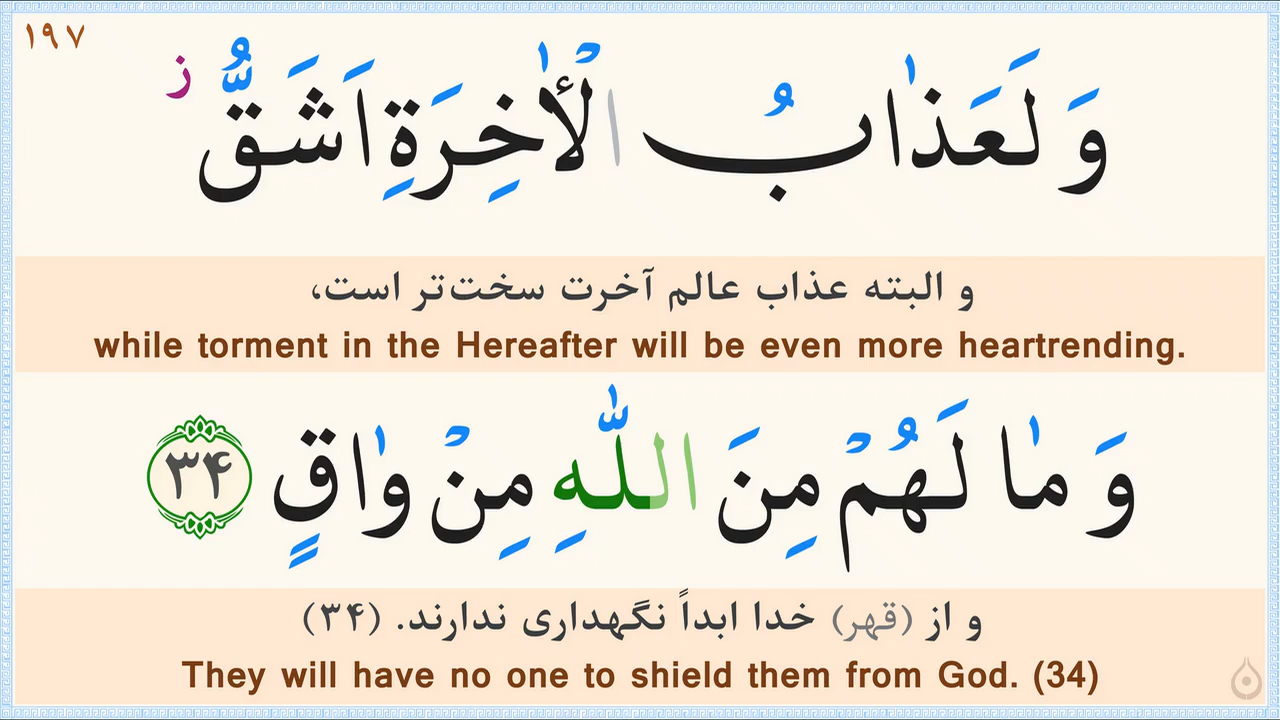 ۱۹۷
وَ لَعَذٰابُ الْأٰخِرَةِ اَشَقُّ ز
و البته عذاب عالم آخرت سخت‌تر است،
while torment in the Hereafter will be even more heartrending.
وَ مٰا لَهُمْ مِنَ اللّٰهِ مِنْ وٰاقٍ ۳۴
و از (قهر) خدا ابداً نگهداری ندارند. (۳۴)
They will have no one to shield them from God. (34)